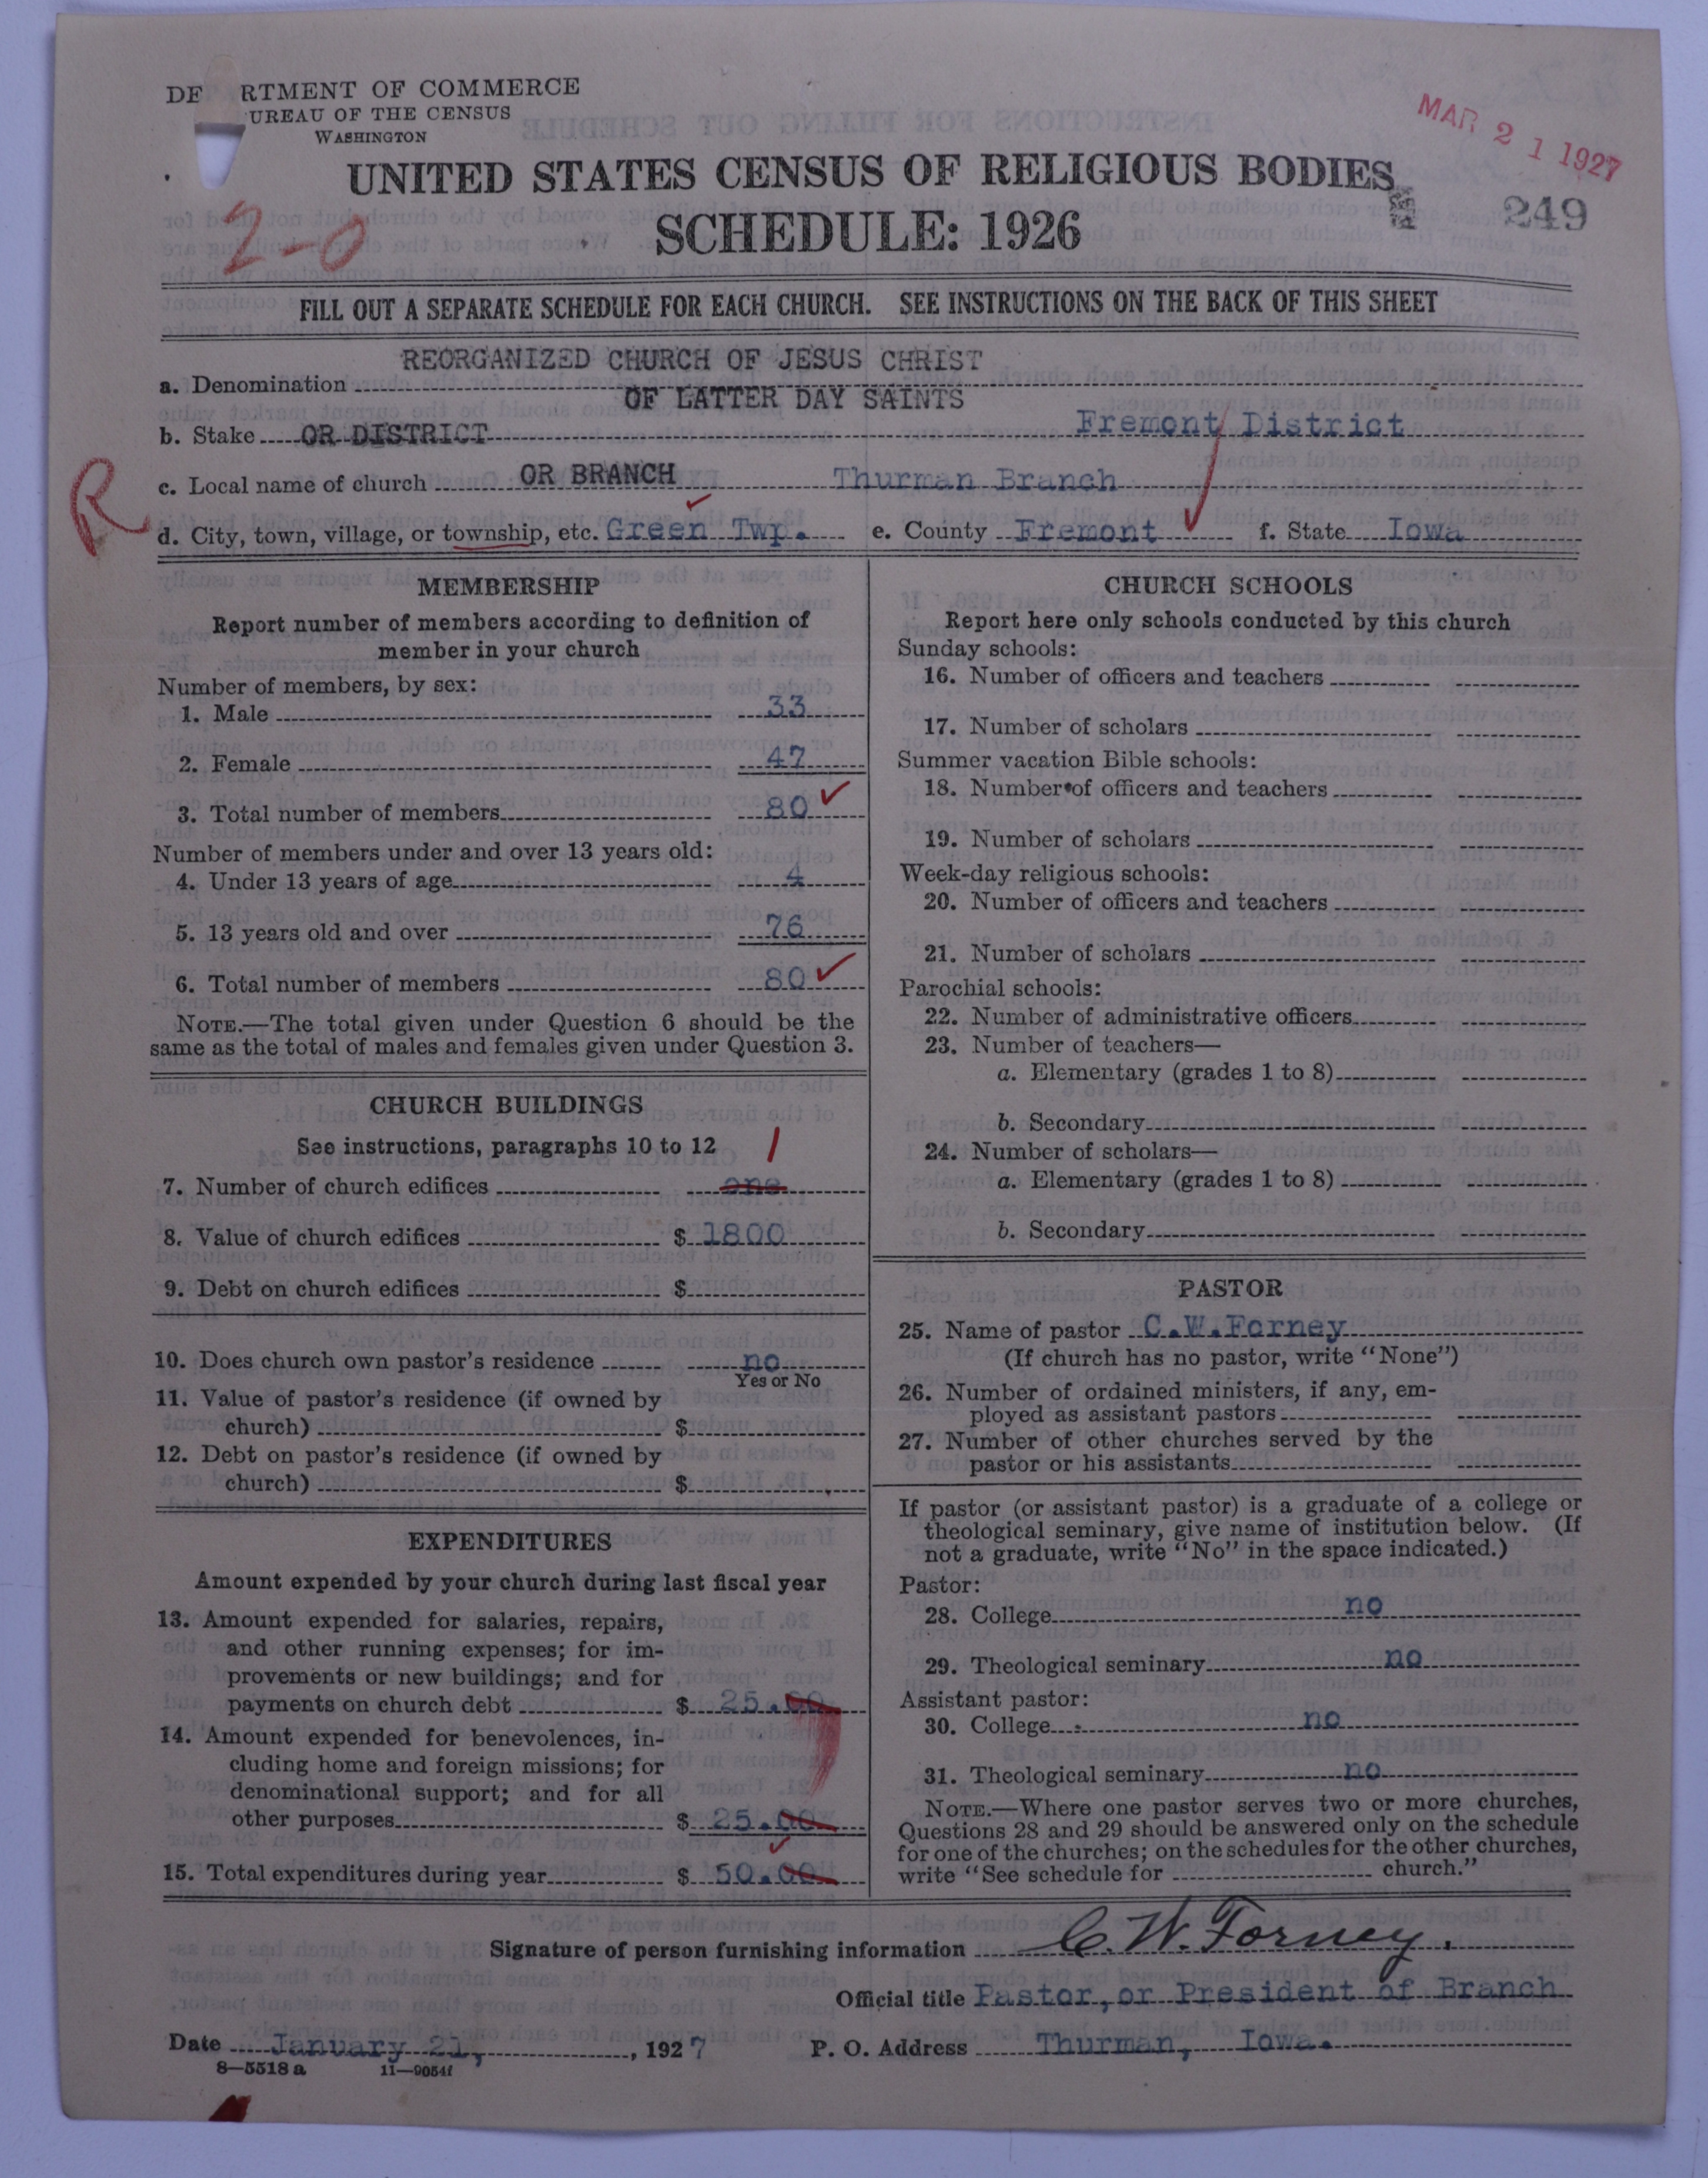 DE RTMENT OF COMMERCE
UREAU OF THE CENSUS
WASHINGTON
MAR 21 1927
UNITED STATES CENSUS OF RELIGIOUS BODIES
249
2-0
SCHEDULE: 1926
FILL OUT A SEPARATE SCHEDULE FOR EACH CHURCH. SEE INSTRUCTIONS ON THE BACK OF THIS SHEET
REORGANIZED CHURCH OF JESUS CHRIST
a. Denomination
OF LATTER DAY SAINTS
b. Stake OR DISTRICT Fremont District
R
c. Local name of church OR BRANCH Thurman Branch
d. City, town, village, or township, etc. Green Twp. e. County Fremont f. State Iowa
MEMBERSHIP
Report number of members according to definition of
member in your church
Number of members, by sex:
1. Male 33
2. Female 47
3. Total number of members 80
Number of members under and over 13 years old:
4. Under 13 years of age 4
5. 13 years old and over 76
6. Total number of members 80
NOTE.—The total given under Question 6 should be the
same as the total of males and females given under Question 3.
CHURCH BUILDINGS
See instructions, paragraphs 10 to 12 1
7. Number of church edifices one
8. Value of church edifices $ 1800
9. Debt on church edifices $
10. Does church own pastor's residence no
Yes or No
11. Value of pastor's residence (if owned by
church) $
12. Debt on pastor's residence (if owned by
church) $
EXPENDITURES
Amount expended by your church during last fiscal year
13. Amount expended for salaries, repairs,
and other running expenses; for im-
provements or new buildings; and for
payments on church debt $ 25.00
14. Amount expended for benevolences, in-
cluding home and foreign missions; for
denominational support; and for all
other purposes $ 25.00
15. Total expenditures during year $ 50.00
CHURCH SCHOOLS
Report here only schools conducted by this church
Sunday schools:
16. Number of officers and teachers
17. Number of scholars
Summer vacation Bible schools:
18. Number of officers and teachers
19. Number of scholars
Week-day religious schools:
20. Number of officers and teachers
21. Number of scholars
Parochial schools:
22. Number of administrative officers
23. Number of teachers—
a. Elementary (grades 1 to 8)
b. Secondary
24. Number of scholars—
a. Elementary (grades 1 to 8)
b. Secondary
PASTOR
25. Name of pastor C.W.Forney
(If church has no pastor, write "None")
26. Number of ordained ministers, if any, em-
ployed as assistant pastors
27. Number of other churches served by the
pastor or his assistants
If pastor (or assistant pastor) is a graduate of a college or
theological seminary, give name of institution below. (If
not a graduate, write "No" in the space indicated.)
Pastor:
28. College no
29. Theological seminary no
Assistant pastor:
30. College no
31. Theological seminary no
NOTE.—Where one pastor serves two or more churches,
Questions 28 and 29 should be answered only on the schedule
for one of the churches; on the schedules for the other churches,
write "See schedule for church."
Signature of person furnishing information C. W. Forney.
Official title Pastor, or President of Branch
Date January 21, , 1927 P. O. Address Thurman, Iowa.
8—5518 a 11—9054f